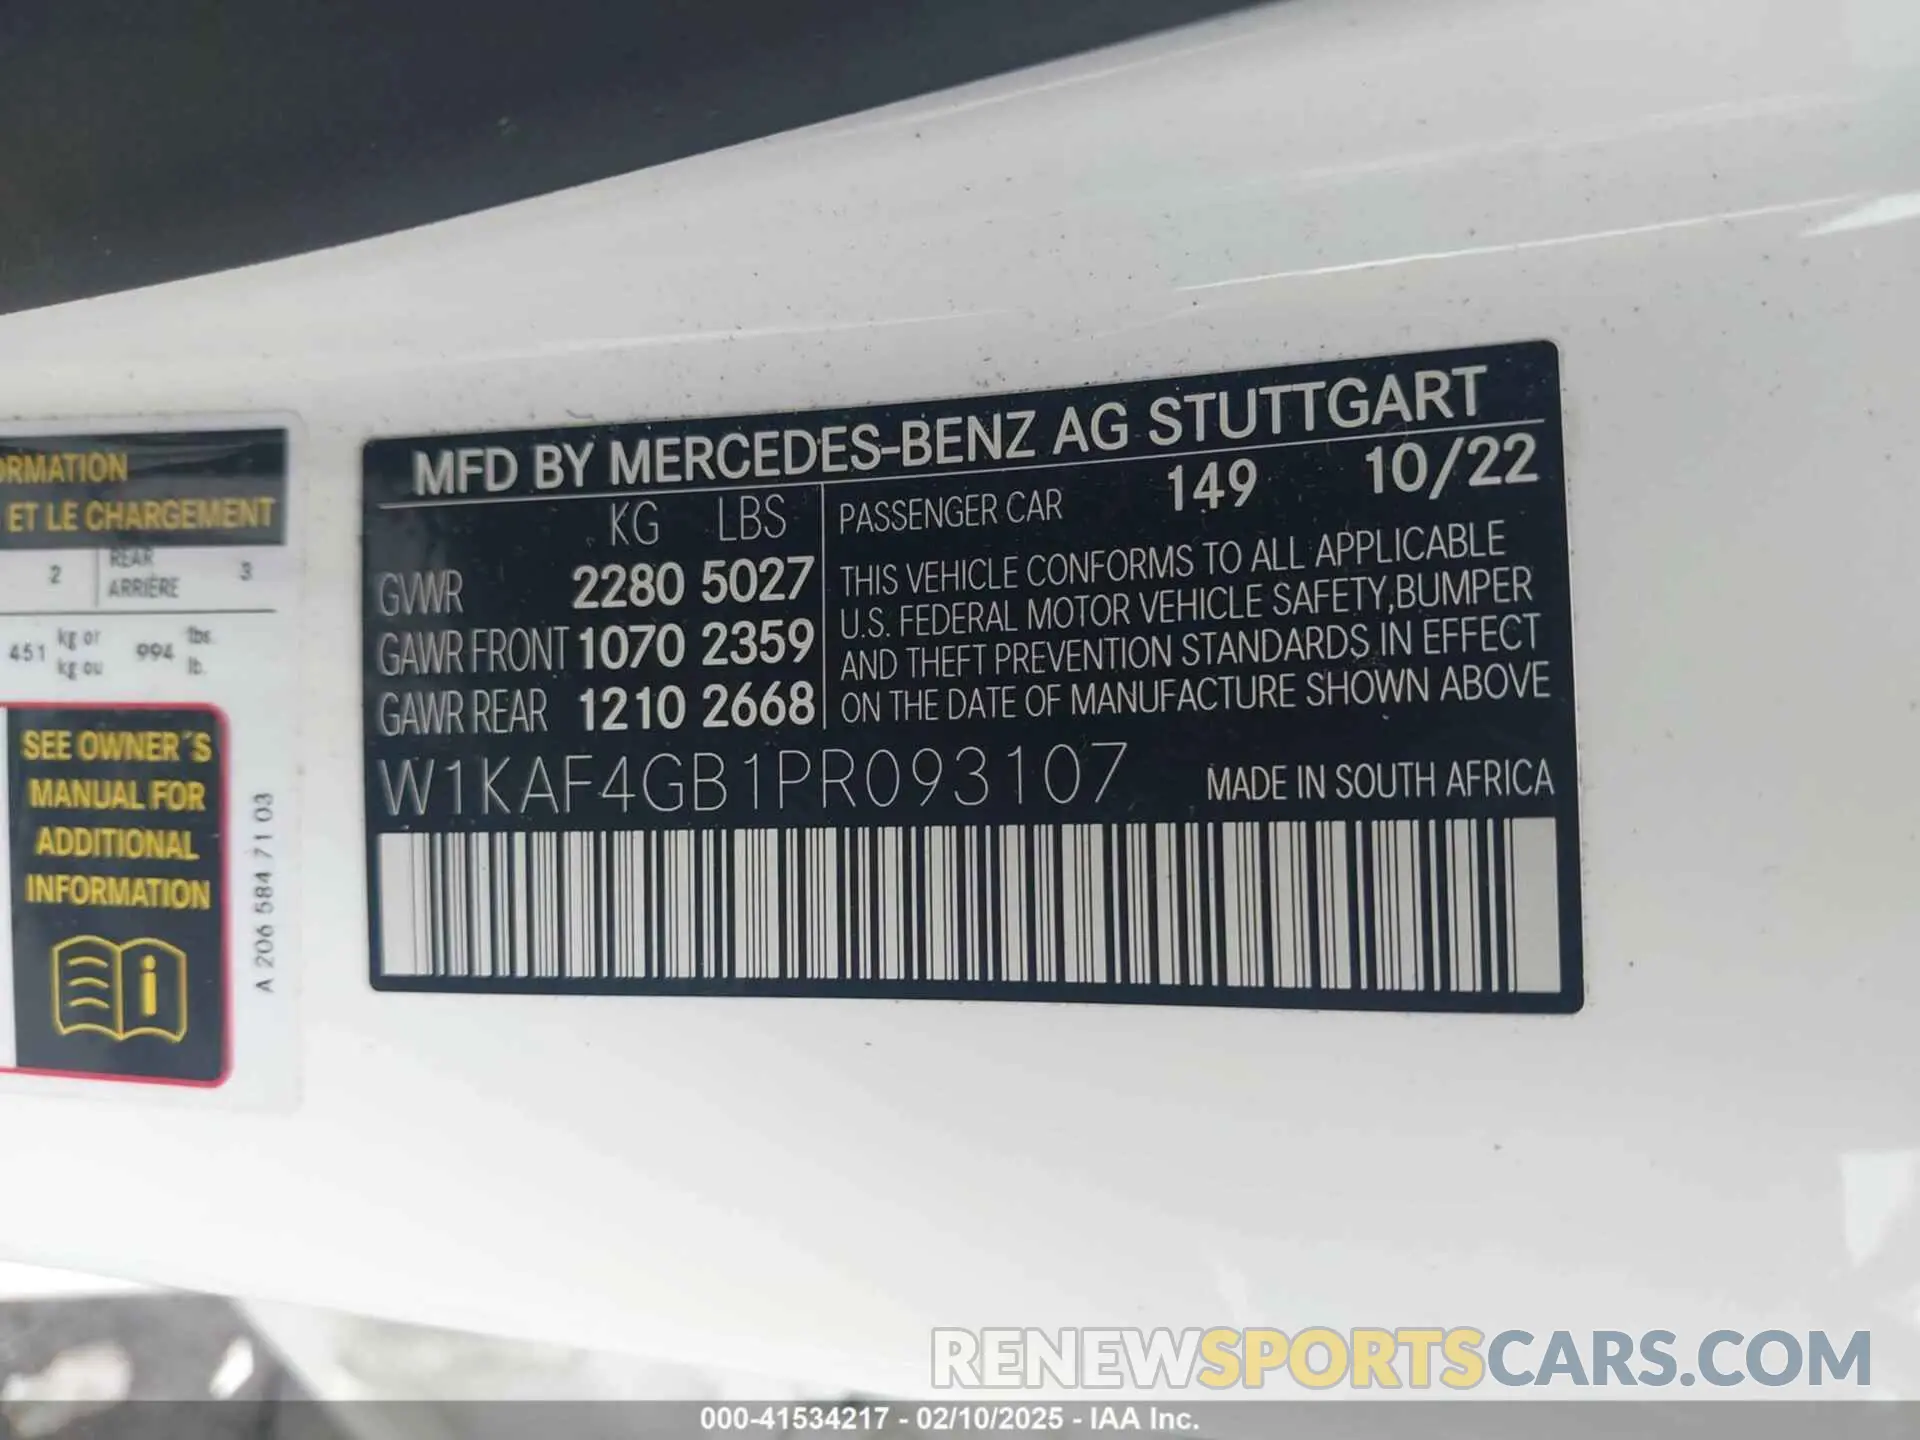 ORMATION
ET LE CHARGEMENT
2 REAR ARRIÈRE 3
451 kg or kg ou 994 lbs. lb.
SEE OWNER´S
MANUAL FOR
ADDITIONAL
INFORMATION
A 206 584 71 03
MFD BY MERCEDES-BENZ AG STUTTGART
KG LBS
GVWR 2280 5027
GAWR FRONT 1070 2359
GAWR REAR 1210 2668
PASSENGER CAR 149 10/22
THIS VEHICLE CONFORMS TO ALL APPLICABLE
U.S. FEDERAL MOTOR VEHICLE SAFETY,BUMPER
AND THEFT PREVENTION STANDARDS IN EFFECT
ON THE DATE OF MANUFACTURE SHOWN ABOVE
W1KAF4GB1PR093107 MADE IN SOUTH AFRICA
RENEWSPORTSCARS.COM
000-41534217 - 02/10/2025 - IAA Inc.